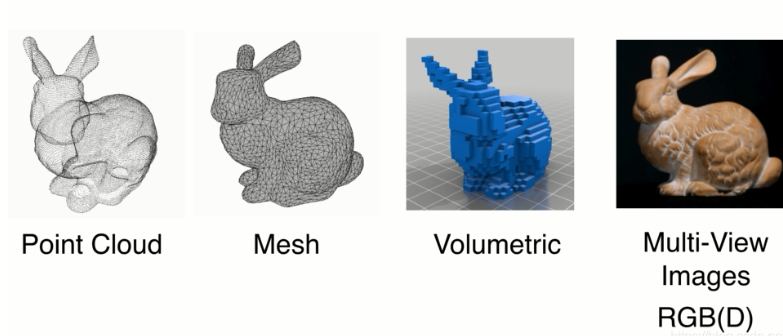 Point Cloud
Mesh
Volumetric
Multi-View
Images
RGB(D)